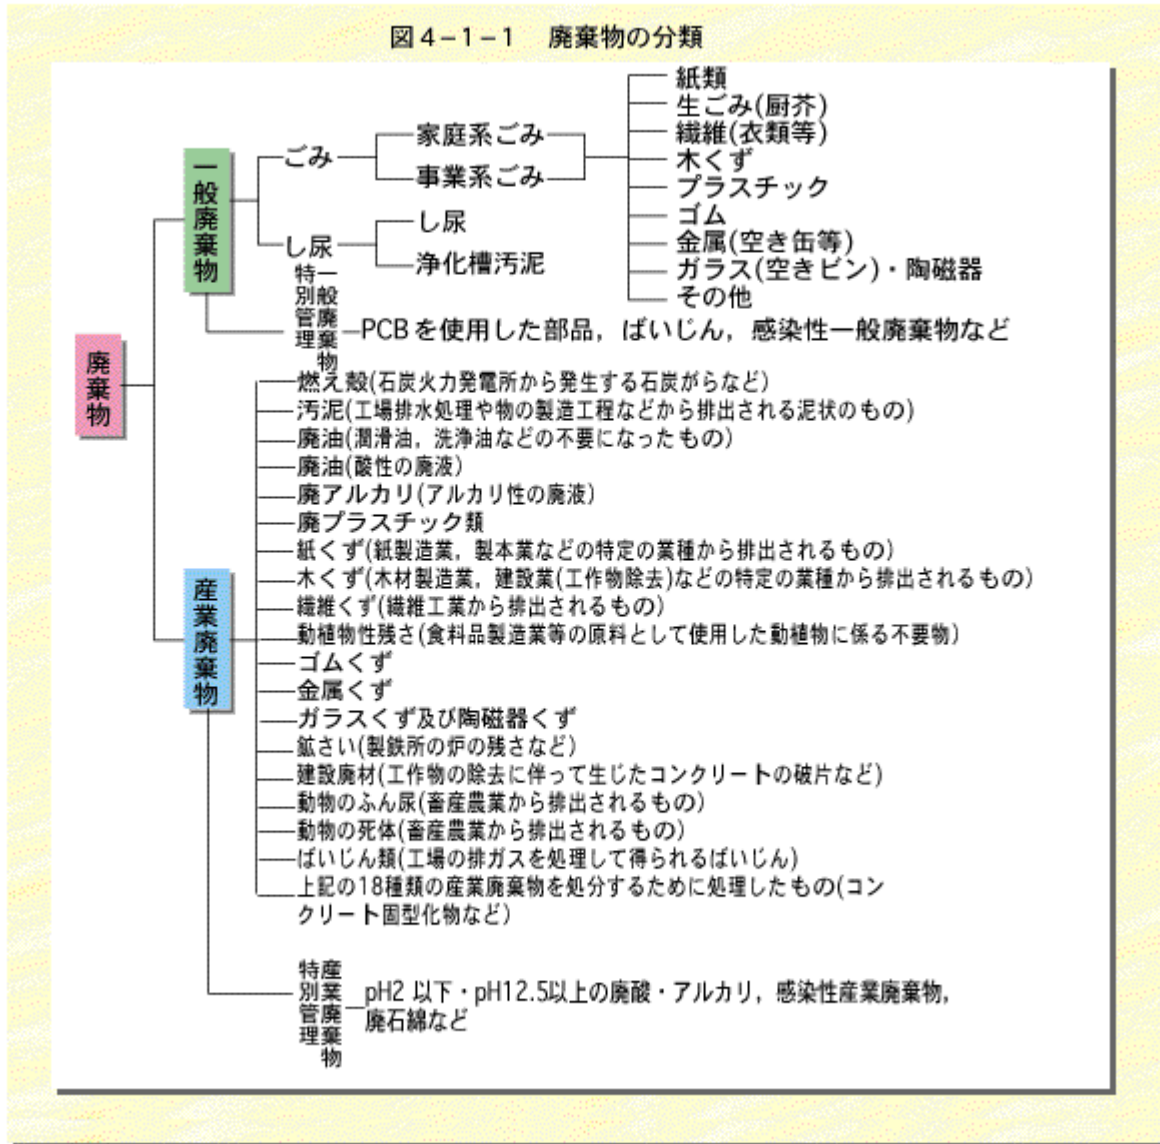 図4－1－1　廃棄物の分類
廃棄物
一般廃棄物
ごみ
家庭系ごみ
事業系ごみ
紙類
生ごみ(厨芥)
繊維(衣類等)
木くず
プラスチック
ゴム
金属(空き缶等)
ガラス(空きビン)・陶磁器
その他
し尿
し尿
浄化槽汚泥
特別管理
一般廃棄物
PCBを使用した部品，ばいじん，感染性一般廃棄物など
産業廃棄物
燃え殻(石炭火力発電所から発生する石炭がらなど)
汚泥(工場排水処理や物の製造工程などから排出される泥状のもの)
廃油(潤滑油，洗浄油などの不要になったもの)
廃油(酸性の廃液)
廃アルカリ(アルカリ性の廃液)
廃プラスチック類
紙くず(紙製造業，製本業などの特定の業種から排出されるもの)
木くず(木材製造業，建設業(工作物除去)などの特定の業種から排出されるもの)
繊維くず(繊維工業から排出されるもの)
動植物性残さ(食料品製造業等の原料として使用した動植物に係る不要物)
ゴムくず
金属くず
ガラスくず及び陶磁器くず
鉱さい(製鉄所の炉の残さなど)
建設廃材(工作物の除去に伴って生じたコンクリートの破片など)
動物のふん尿(畜産農業から排出されるもの)
動物の死体(畜産農業から排出されるもの)
ばいじん類(工場の排ガスを処理して得られるばいじん)
上記の18種類の産業廃棄物を処分するために処理したもの(コン
クリート固型化物など)
特別管理
産業廃棄物
pH2 以下・pH12.5以上の廃酸・アルカリ，感染性産業廃棄物，
廃石綿など